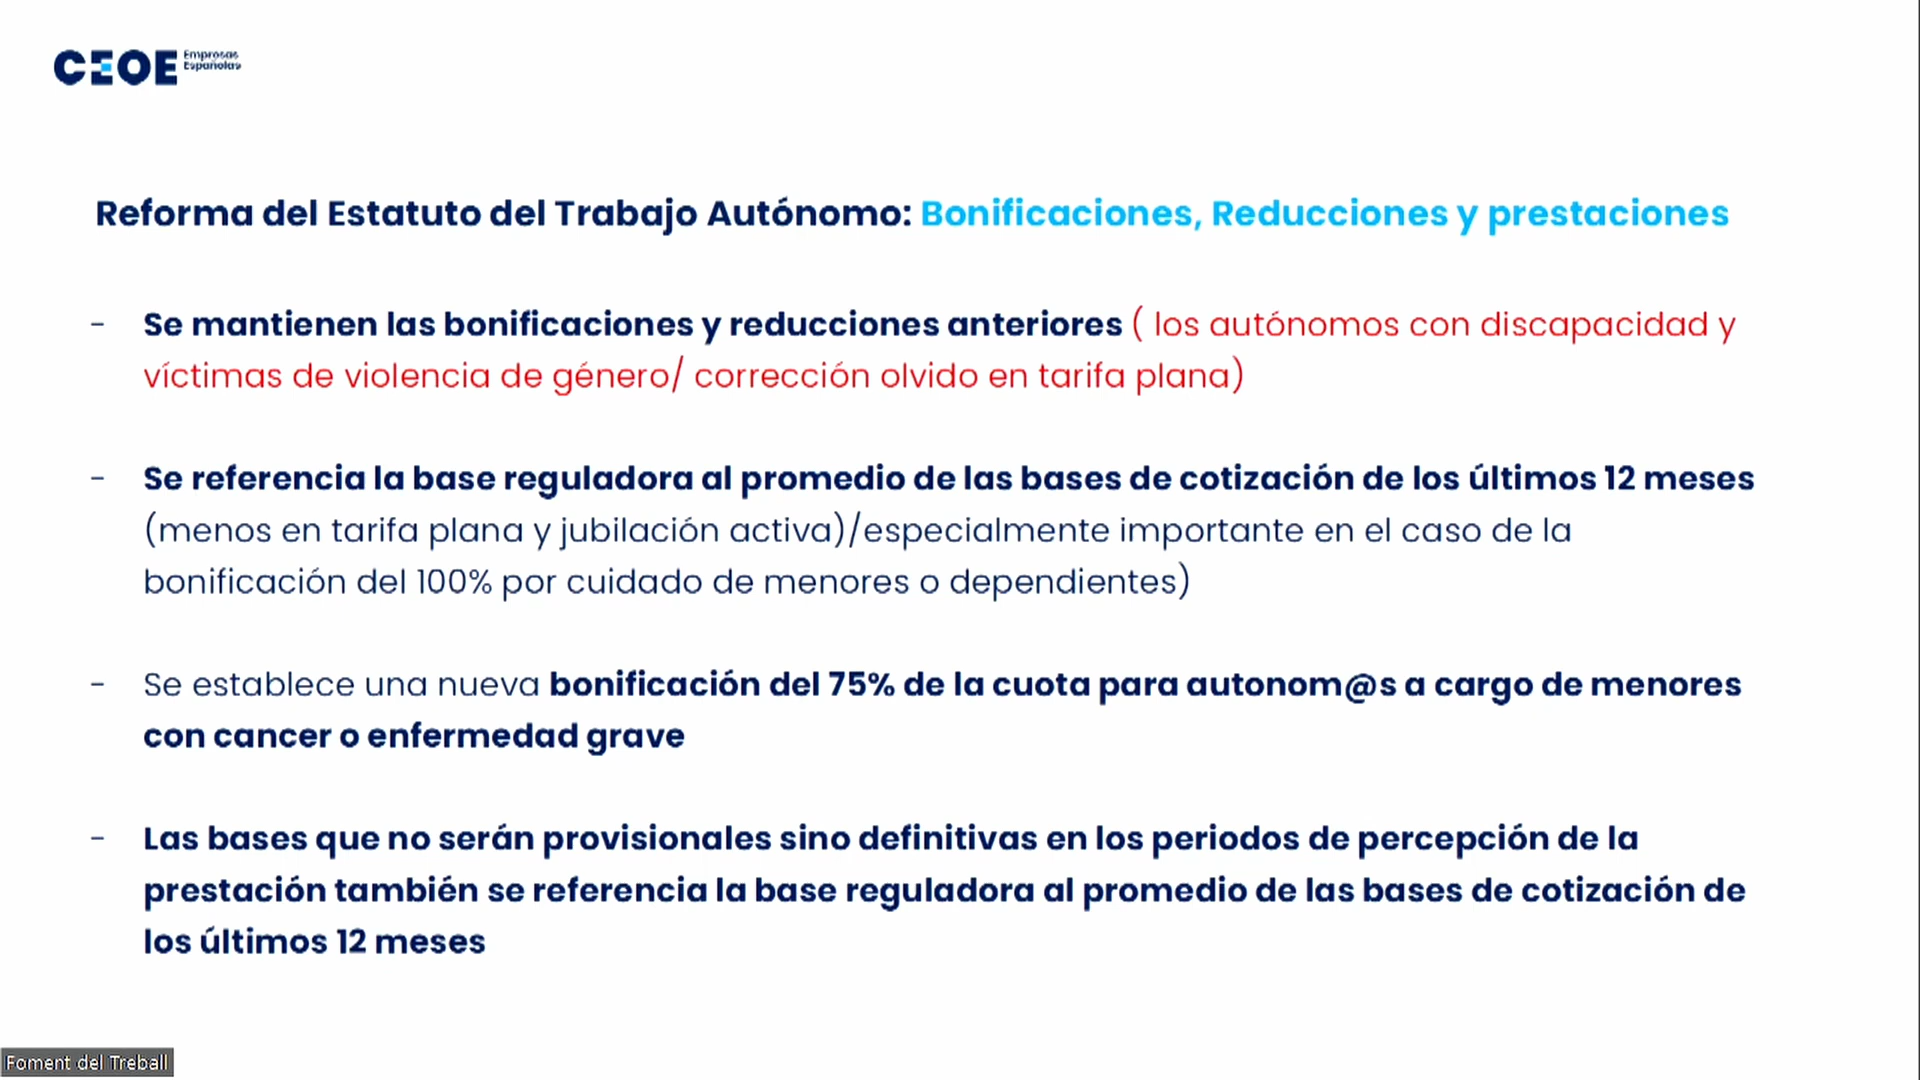 CEOE Empresas
Españolas
Reforma del Estatuto del Trabajo Autónomo: Bonificaciones, Reducciones y prestaciones
- Se mantienen las bonificaciones y reducciones anteriores ( los autónomos con discapacidad y
víctimas de violencia de género/ corrección olvido en tarifa plana)
- Se referencia la base reguladora al promedio de las bases de cotización de los últimos 12 meses
(menos en tarifa plana y jubilación activa)/especialmente importante en el caso de la
bonificación del 100% por cuidado de menores o dependientes)
- Se establece una nueva bonificación del 75% de la cuota para autonom@s a cargo de menores
con cancer o enfermedad grave
- Las bases que no serán provisionales sino definitivas en los periodos de percepción de la
prestación también se referencia la base reguladora al promedio de las bases de cotización de
los últimos 12 meses
Foment del Treball